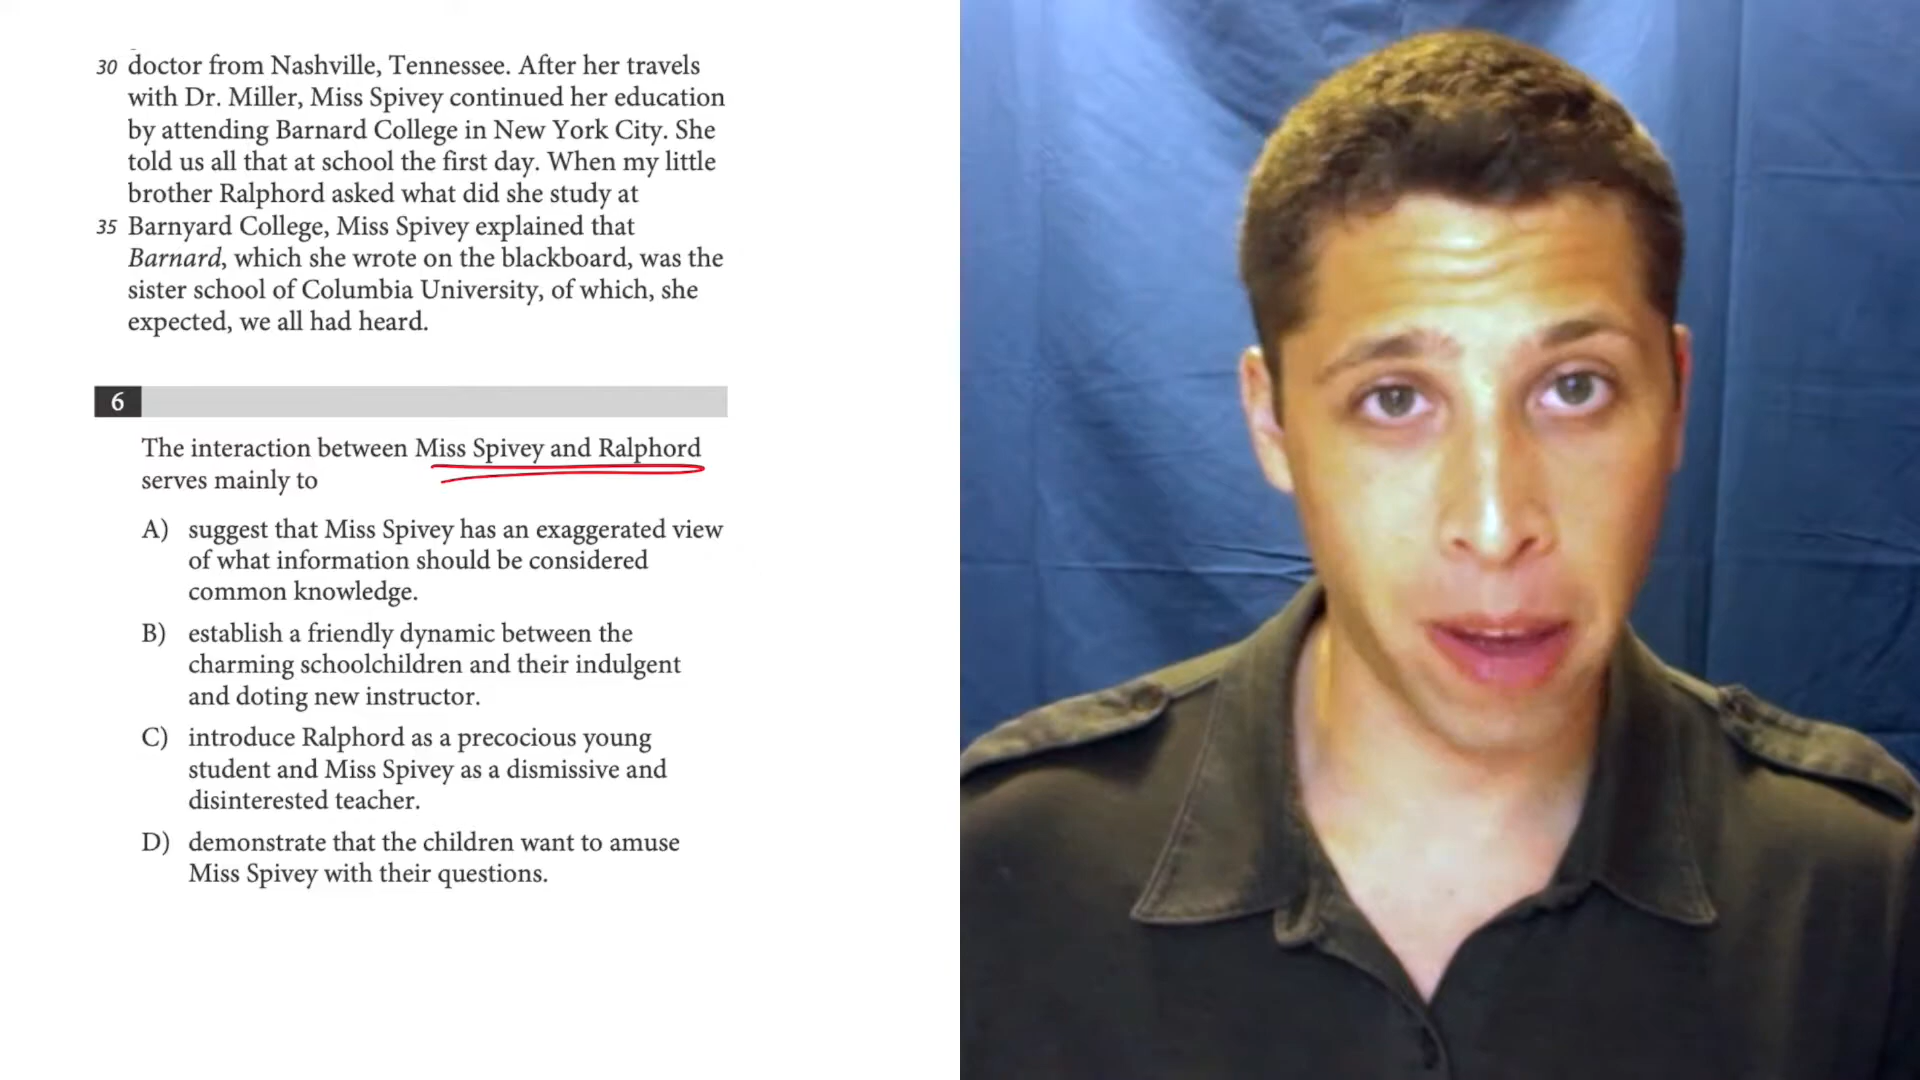 30 doctor from Nashville, Tennessee. After her travels
with Dr. Miller, Miss Spivey continued her education
by attending Barnard College in New York City. She
told us all that at school the first day. When my little
brother Ralphord asked what did she study at
35 Barnyard College, Miss Spivey explained that
Barnard, which she wrote on the blackboard, was the
sister school of Columbia University, of which, she
expected, we all had heard.
6
The interaction between Miss Spivey and Ralphord
serves mainly to
A) suggest that Miss Spivey has an exaggerated view
of what information should be considered
common knowledge.
B) establish a friendly dynamic between the
charming schoolchildren and their indulgent
and doting new instructor.
C) introduce Ralphord as a precocious young
student and Miss Spivey as a dismissive and
disinterested teacher.
D) demonstrate that the children want to amuse
Miss Spivey with their questions.